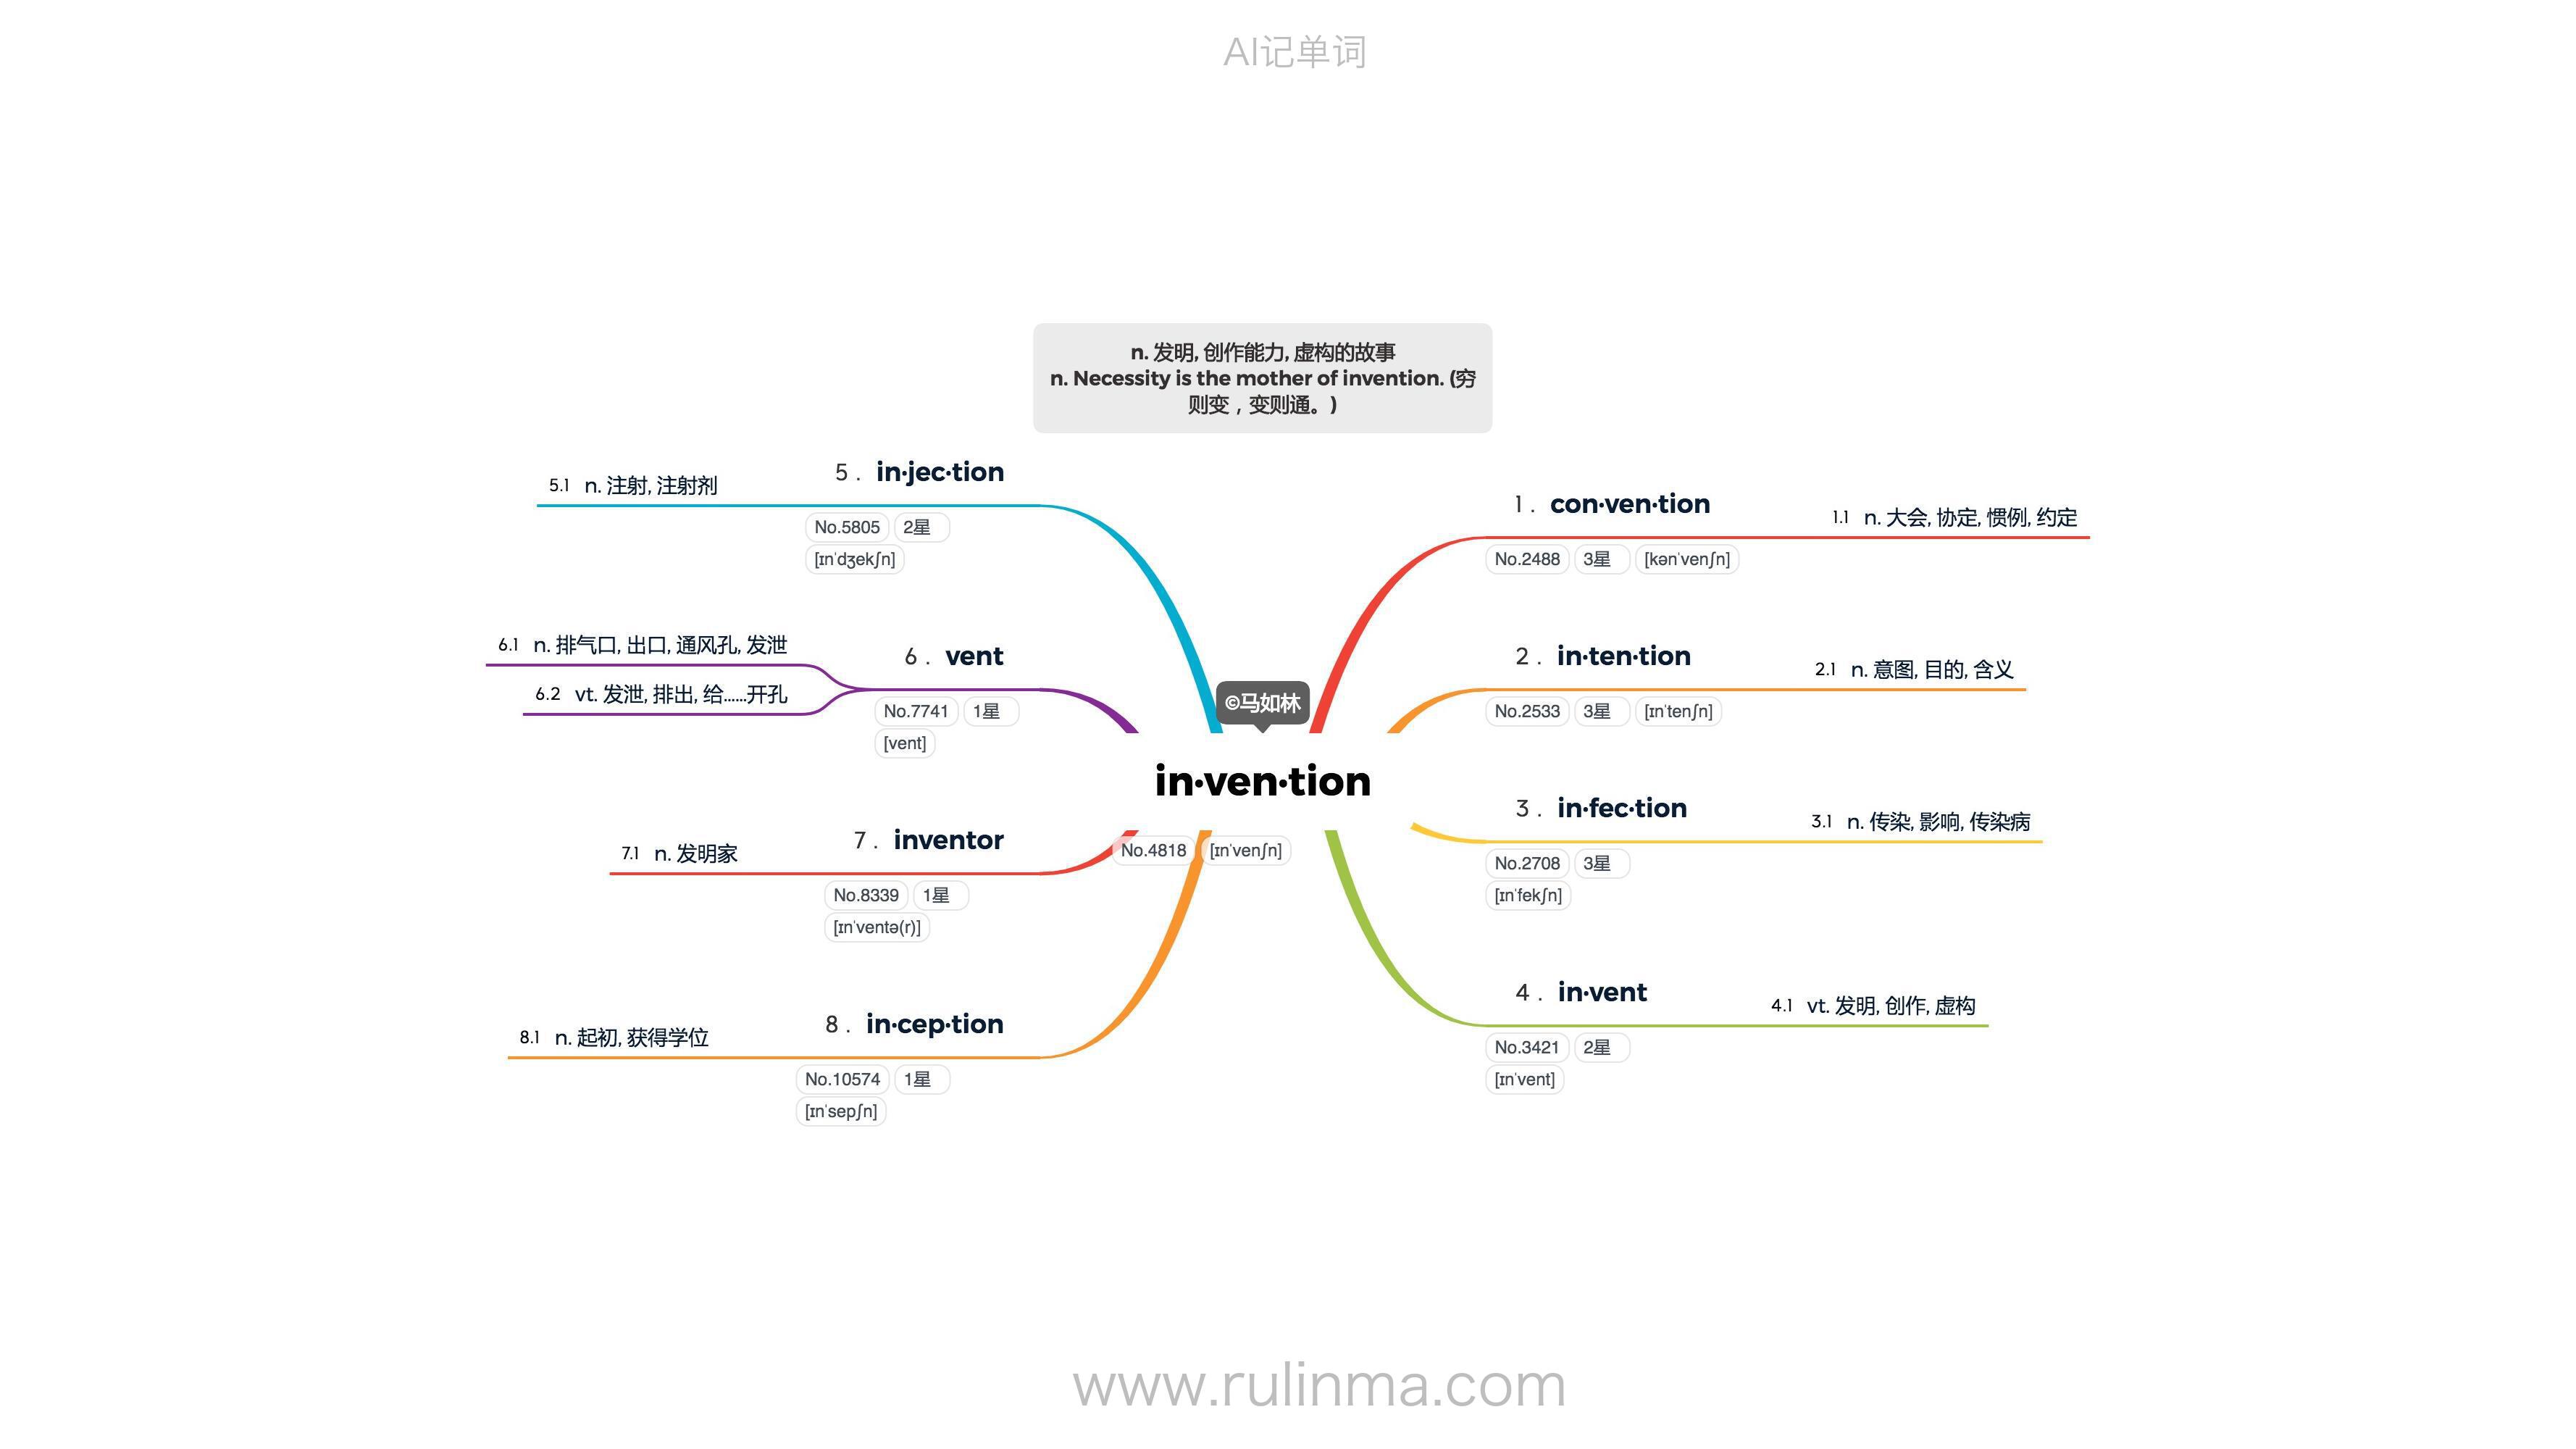 AI记单词
n. 发明, 创作能力, 虚构的故事
n. Necessity is the mother of invention. (穷
则变，变则通。)
©马如林
in·ven·tion
No.4818 [ɪnˈvenʃn]
1 . con·ven·tion
1.1 n. 大会, 协定, 惯例, 约定
No.2488 3星 [kənˈvenʃn]
2 . in·ten·tion
2.1 n. 意图, 目的, 含义
No.2533 3星 [ɪnˈtenʃn]
3 . in·fec·tion
3.1 n. 传染, 影响, 传染病
No.2708 3星
[ɪnˈfekʃn]
4 . in·vent
4.1 vt. 发明, 创作, 虚构
No.3421 2星
[ɪnˈvent]
5 . in·jec·tion
5.1 n. 注射, 注射剂
No.5805 2星
[ɪnˈdʒekʃn]
6 . vent
6.1 n. 排气口, 出口, 通风孔, 发泄
6.2 vt. 发泄, 排出, 给……开孔
No.7741 1星
[vent]
7 . inventor
7.1 n. 发明家
No.8339 1星
[ɪnˈventə(r)]
8 . in·cep·tion
8.1 n. 起初, 获得学位
No.10574 1星
[ɪnˈsepʃn]
www.rulinma.com